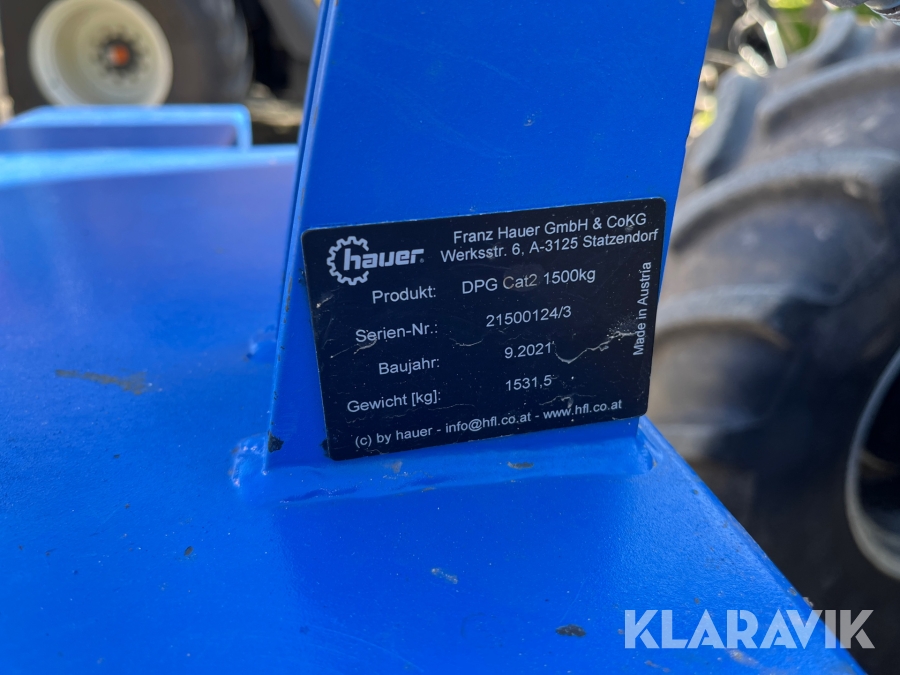 hauer
Franz Hauer GmbH & CoKG
Werksstr. 6, A-3125 Statzendorf
Produkt: DPG Cat2 1500kg
Serien-Nr.: 21500124/3
Baujahr: 9.2021
Gewicht [kg]: 1531,5
(c) by hauer - info@hfl.co.at - www.hfl.co.at
Made in Austria
KLARAVIK